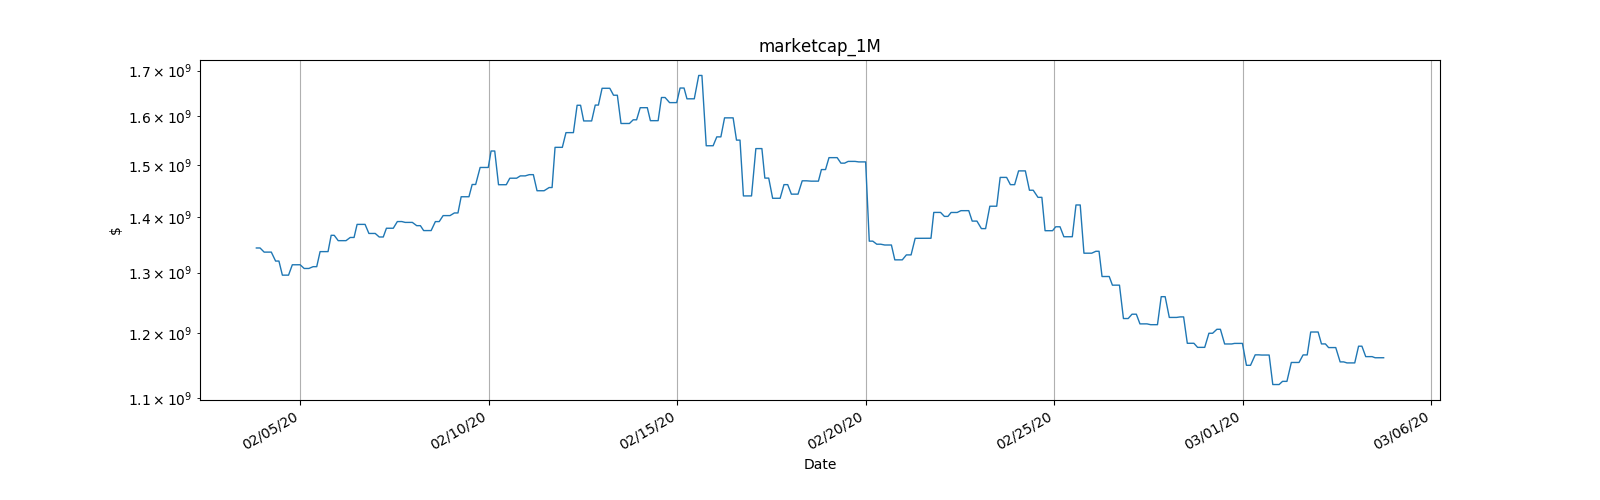 marketcap_1M
$
1.7 × 10⁹
1.6 × 10⁹
1.5 × 10⁹
1.4 × 10⁹
1.3 × 10⁹
1.2 × 10⁹
1.1 × 10⁹
02/05/20
02/10/20
02/15/20
02/20/20
02/25/20
03/01/20
03/06/20
Date